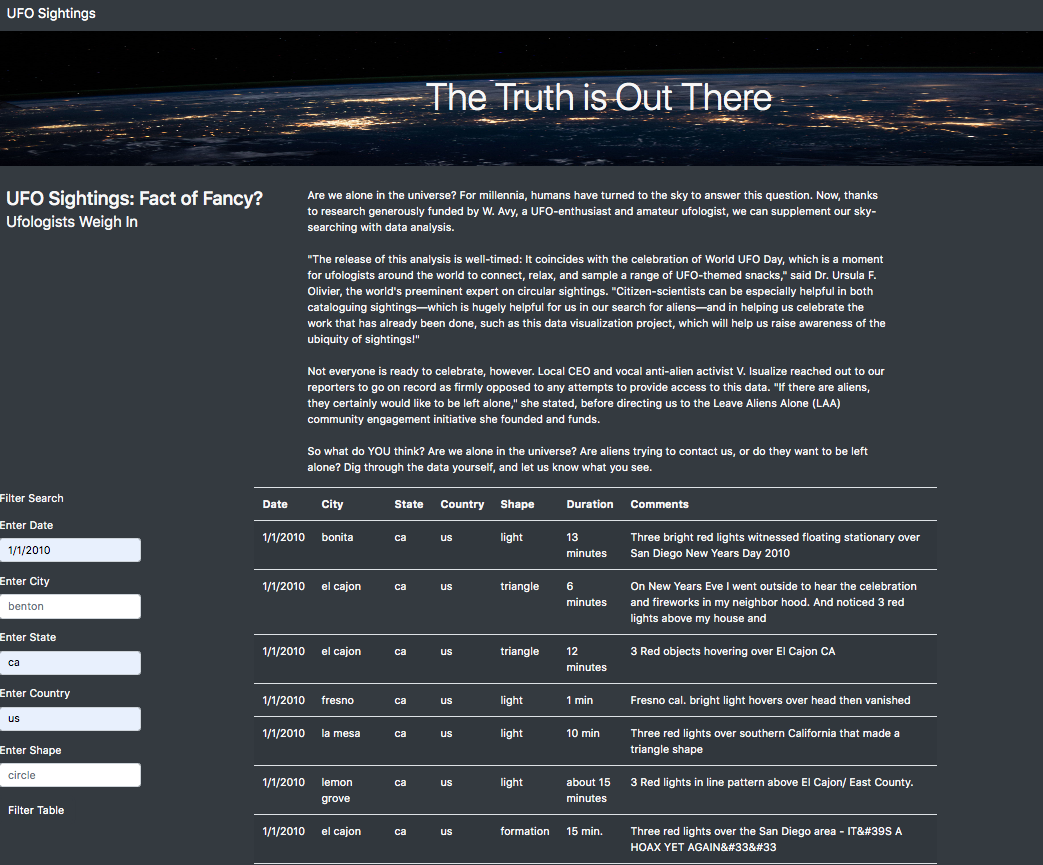 UFO Sightings
The Truth is Out There
UFO Sightings: Fact of Fancy?
Ufologists Weigh In
Are we alone in the universe? For millennia, humans have turned to the sky to answer this question. Now, thanks
to research generously funded by W. Avy, a UFO-enthusiast and amateur ufologist, we can supplement our sky-
searching with data analysis.
"The release of this analysis is well-timed: It coincides with the celebration of World UFO Day, which is a moment
for ufologists around the world to connect, relax, and sample a range of UFO-themed snacks," said Dr. Ursula F.
Olivier, the world's preeminent expert on circular sightings. "Citizen-scientists can be especially helpful in both
cataloguing sightings—which is hugely helpful for us in our search for aliens—and in helping us celebrate the
work that has already been done, such as this data visualization project, which will help us raise awareness of the
ubiquity of sightings!"
Not everyone is ready to celebrate, however. Local CEO and vocal anti-alien activist V. Isualize reached out to our
reporters to go on record as firmly opposed to any attempts to provide access to this data. "If there are aliens,
they certainly would like to be left alone," she stated, before directing us to the Leave Aliens Alone (LAA)
community engagement initiative she founded and funds.
So what do YOU think? Are we alone in the universe? Are aliens trying to contact us, or do they want to be left
alone? Dig through the data yourself, and let us know what you see.
Filter Search
Enter Date
1/1/2010
Enter City
benton
Enter State
ca
Enter Country
us
Enter Shape
circle
Filter Table
Date City State Country Shape Duration Comments
1/1/2010 bonita ca us light 13 Three bright red lights witnessed floating stationary over
minutes San Diego New Years Day 2010
1/1/2010 el cajon ca us triangle 6 On New Years Eve I went outside to hear the celebration
minutes and fireworks in my neighbor hood. And noticed 3 red
lights above my house and
1/1/2010 el cajon ca us triangle 12 3 Red objects hovering over El Cajon CA
minutes
1/1/2010 fresno ca us light 1 min Fresno cal. bright light hovers over head then vanished
1/1/2010 la mesa ca us light 10 min Three red lights over southern California that made a
triangle shape
1/1/2010 lemon ca us light about 15 3 Red lights in line pattern above El Cajon/ East County.
grove minutes
1/1/2010 el cajon ca us formation 15 min. Three red lights over the San Diego area - IT&#39S A
HOAX YET AGAIN&#33&#33